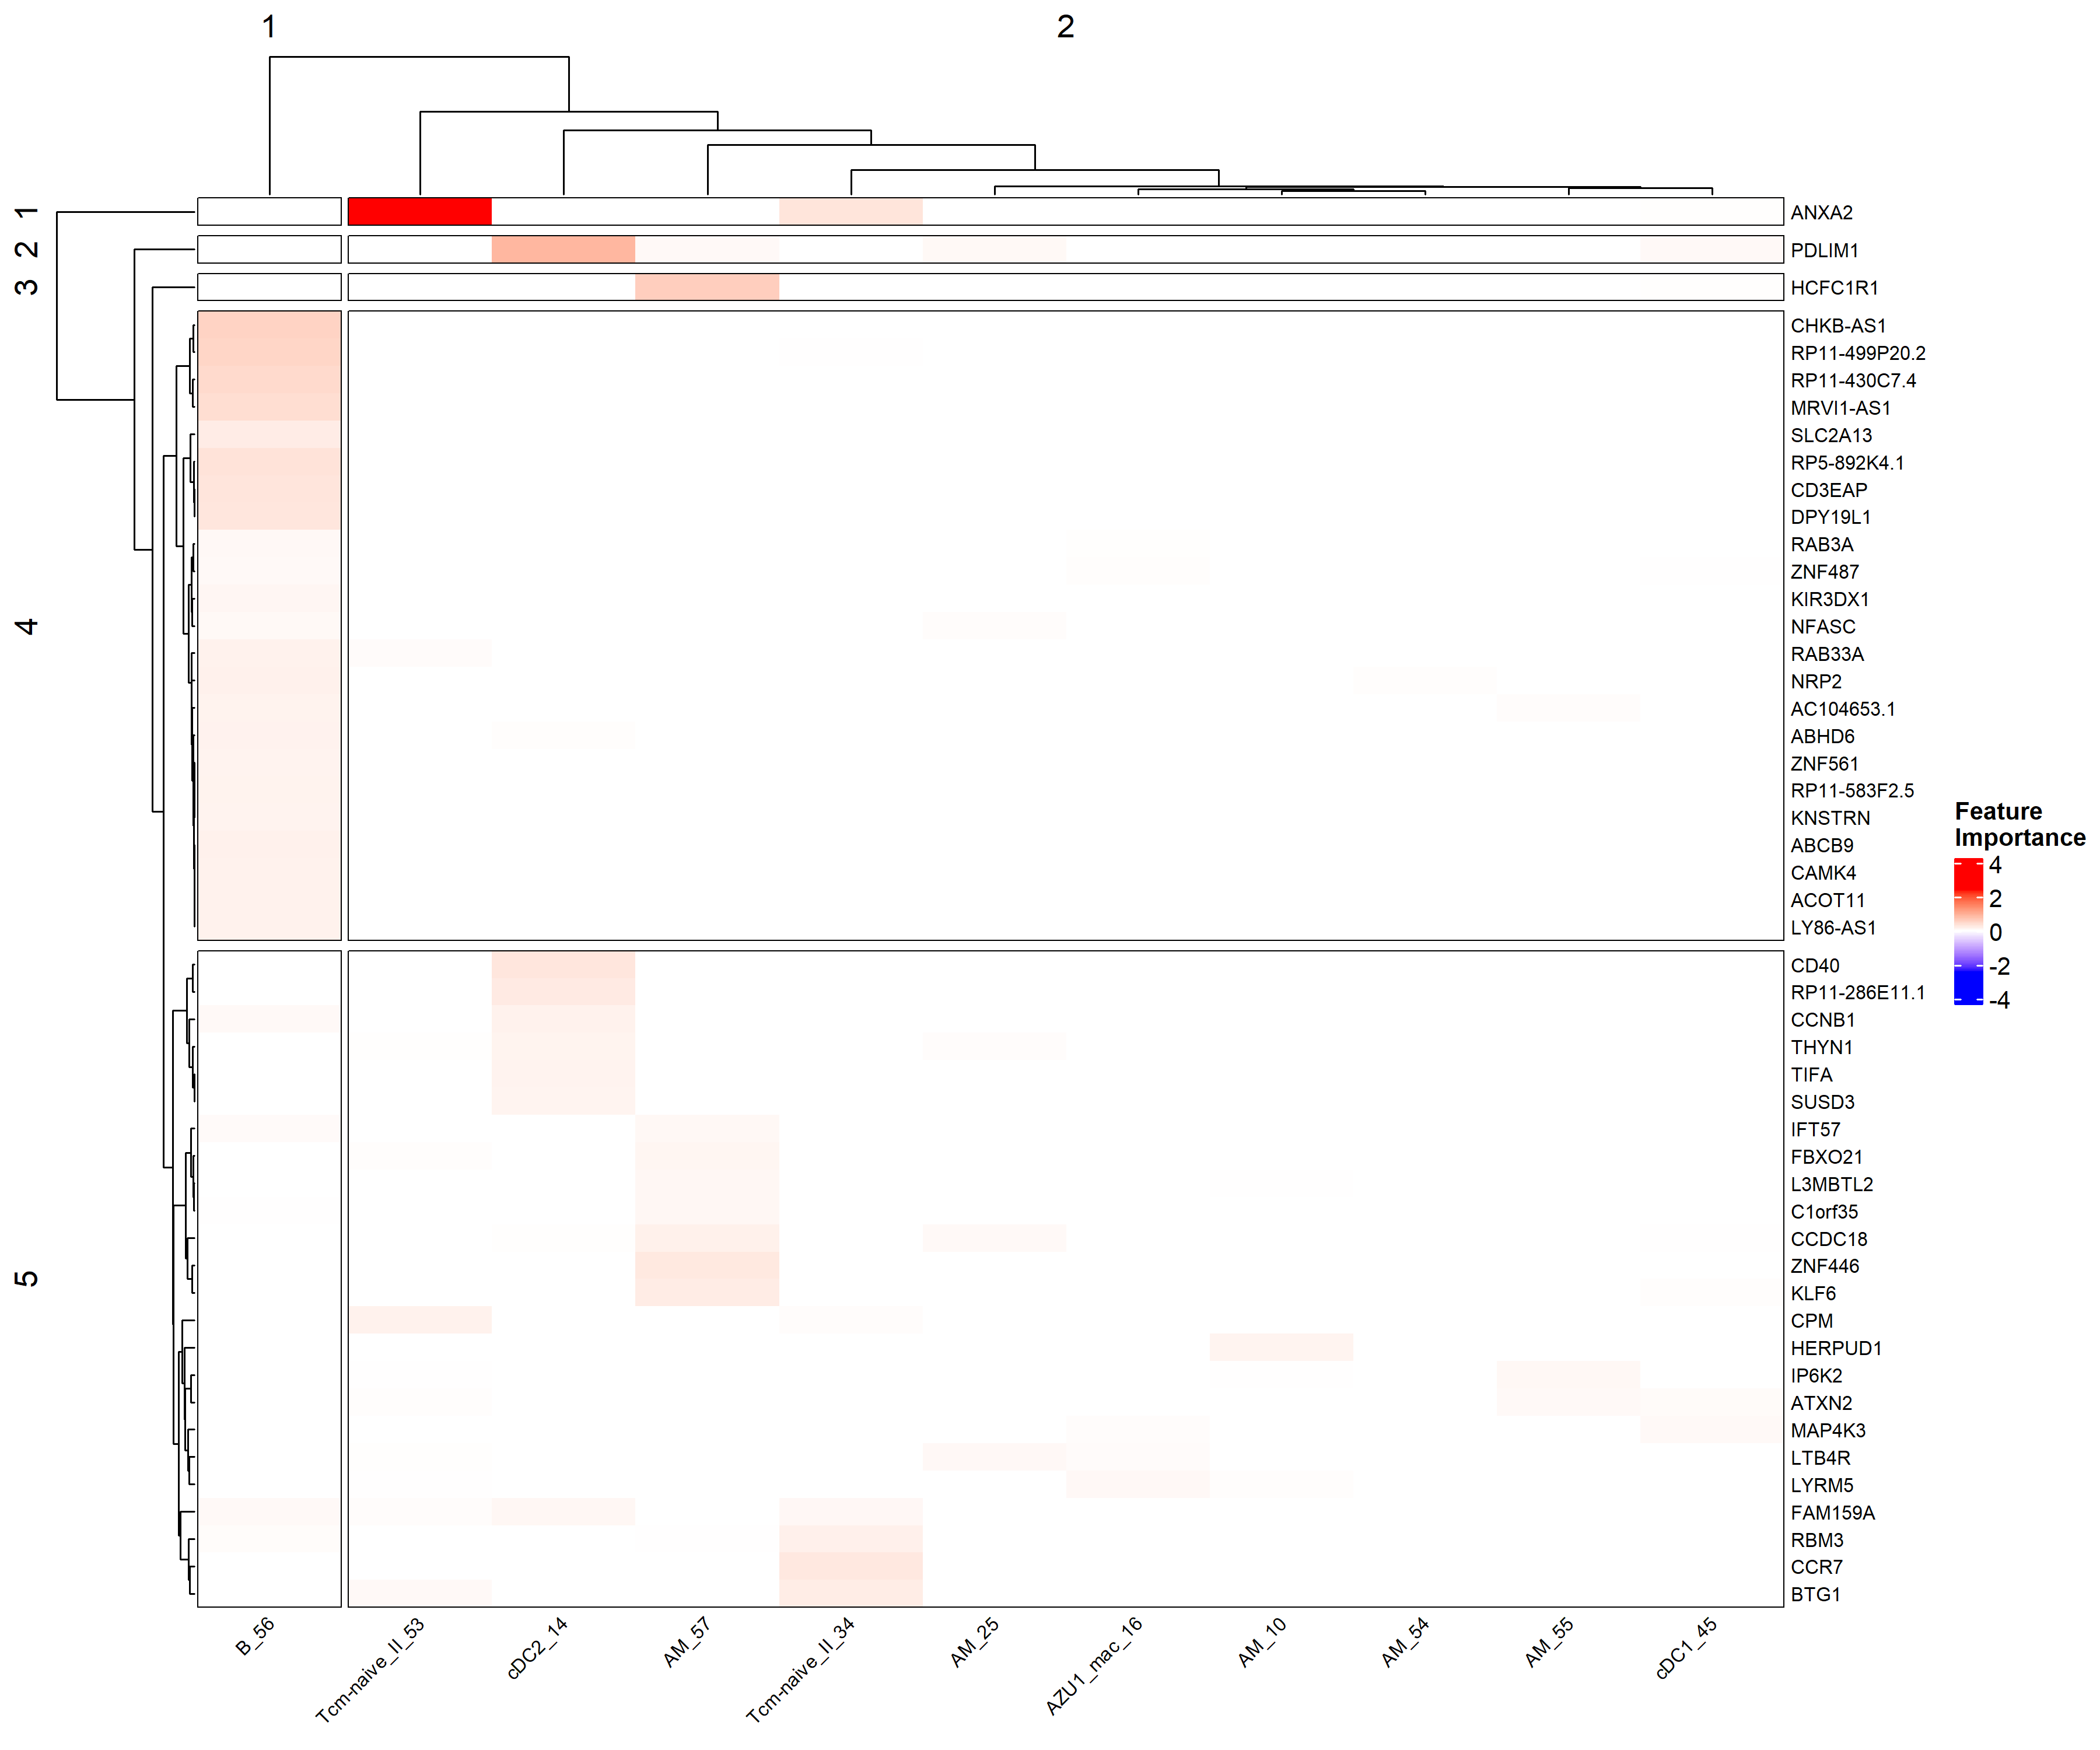 1
2
1
2
3
4
5
ANXA2
PDLIM1
HCFC1R1
CHKB-AS1
RP11-499P20.2
RP11-430C7.4
MRVI1-AS1
SLC2A13
RP5-892K4.1
CD3EAP
DPY19L1
RAB3A
ZNF487
KIR3DX1
NFASC
RAB33A
NRP2
AC104653.1
ABHD6
ZNF561
RP11-583F2.5
KNSTRN
ABCB9
CAMK4
ACOT11
LY86-AS1
CD40
RP11-286E11.1
CCNB1
THYN1
TIFA
SUSD3
IFT57
FBXO21
L3MBTL2
C1orf35
CCDC18
ZNF446
KLF6
CPM
HERPUD1
IP6K2
ATXN2
MAP4K3
LTB4R
LYRM5
FAM159A
RBM3
CCR7
BTG1
Feature
Importance
4
2
0
-2
-4
B_56
Tcm-naive_II_53
cDC2_14
AM_57
Tcm-naive_II_34
AM_25
AZU1_mac_16
AM_10
AM_54
AM_55
cDC1_45